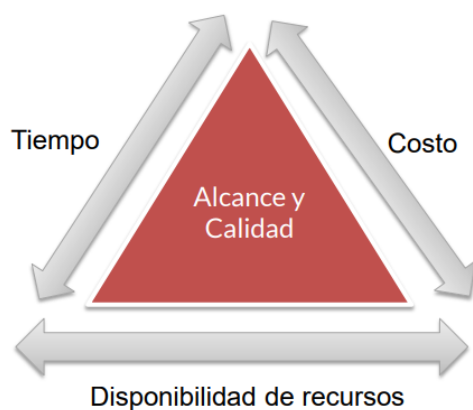 Tiempo
Costo
Alcance y
Calidad
Disponibilidad de recursos